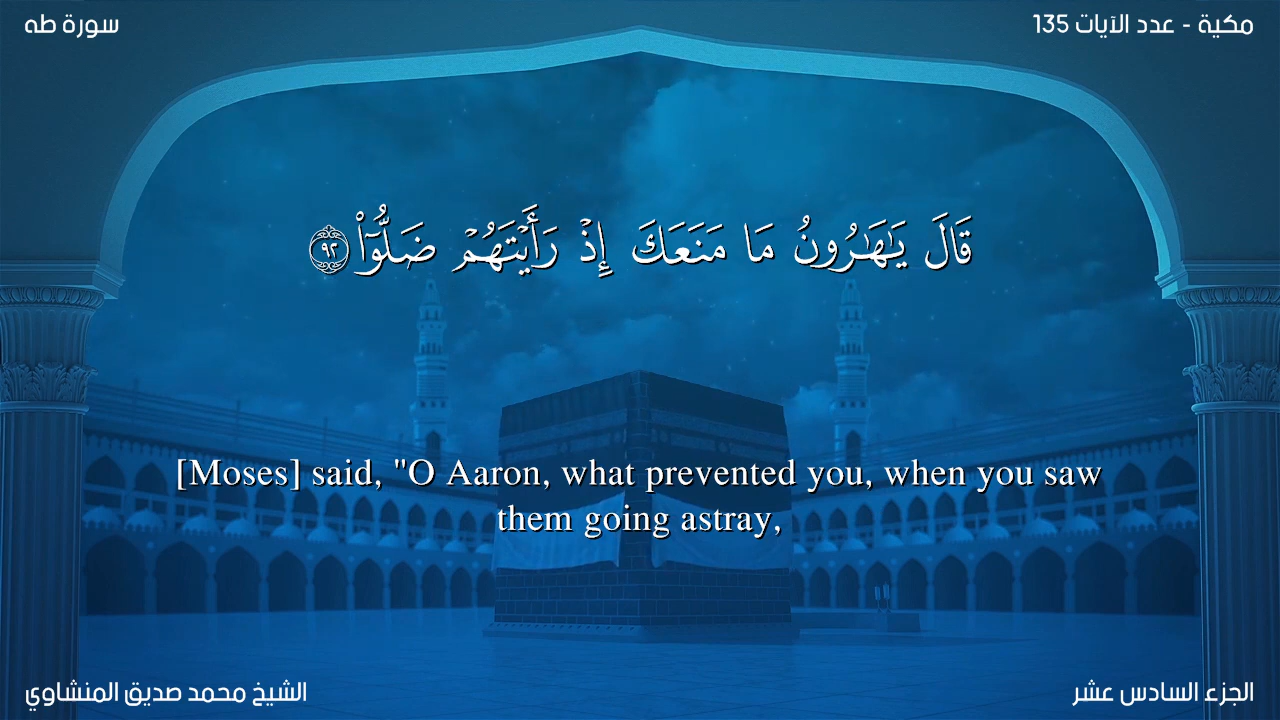 سورة طه
مكية - عدد الآيات 135
قَالَ يَٰهَٰرُونُ مَا مَنَعَكَ إِذْ رَأَيْتَهُمْ ضَلُّوٓا۟ ٩٢
[Moses] said, "O Aaron, what prevented you, when you saw
them going astray,
الشيخ محمد صديق المنشاوي
الجزء السادس عشر